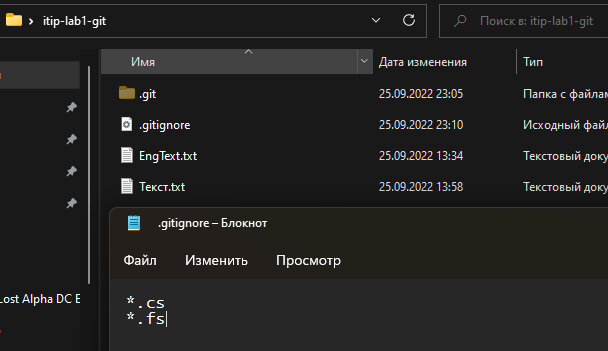 itip-lab1-git
Поиск в: itip-lab1-git
Имя Дата изменения Тип
.git 25.09.2022 23:05 Папка с файлам
.gitignore 25.09.2022 23:10 Исходный файл
EngText.txt 25.09.2022 13:34 Текстовый доку
Текст.txt 25.09.2022 13:58 Текстовый доку
.gitignore – Блокнот
Файл Изменить Просмотр
Lost Alpha DC E
*.cs
*.fs